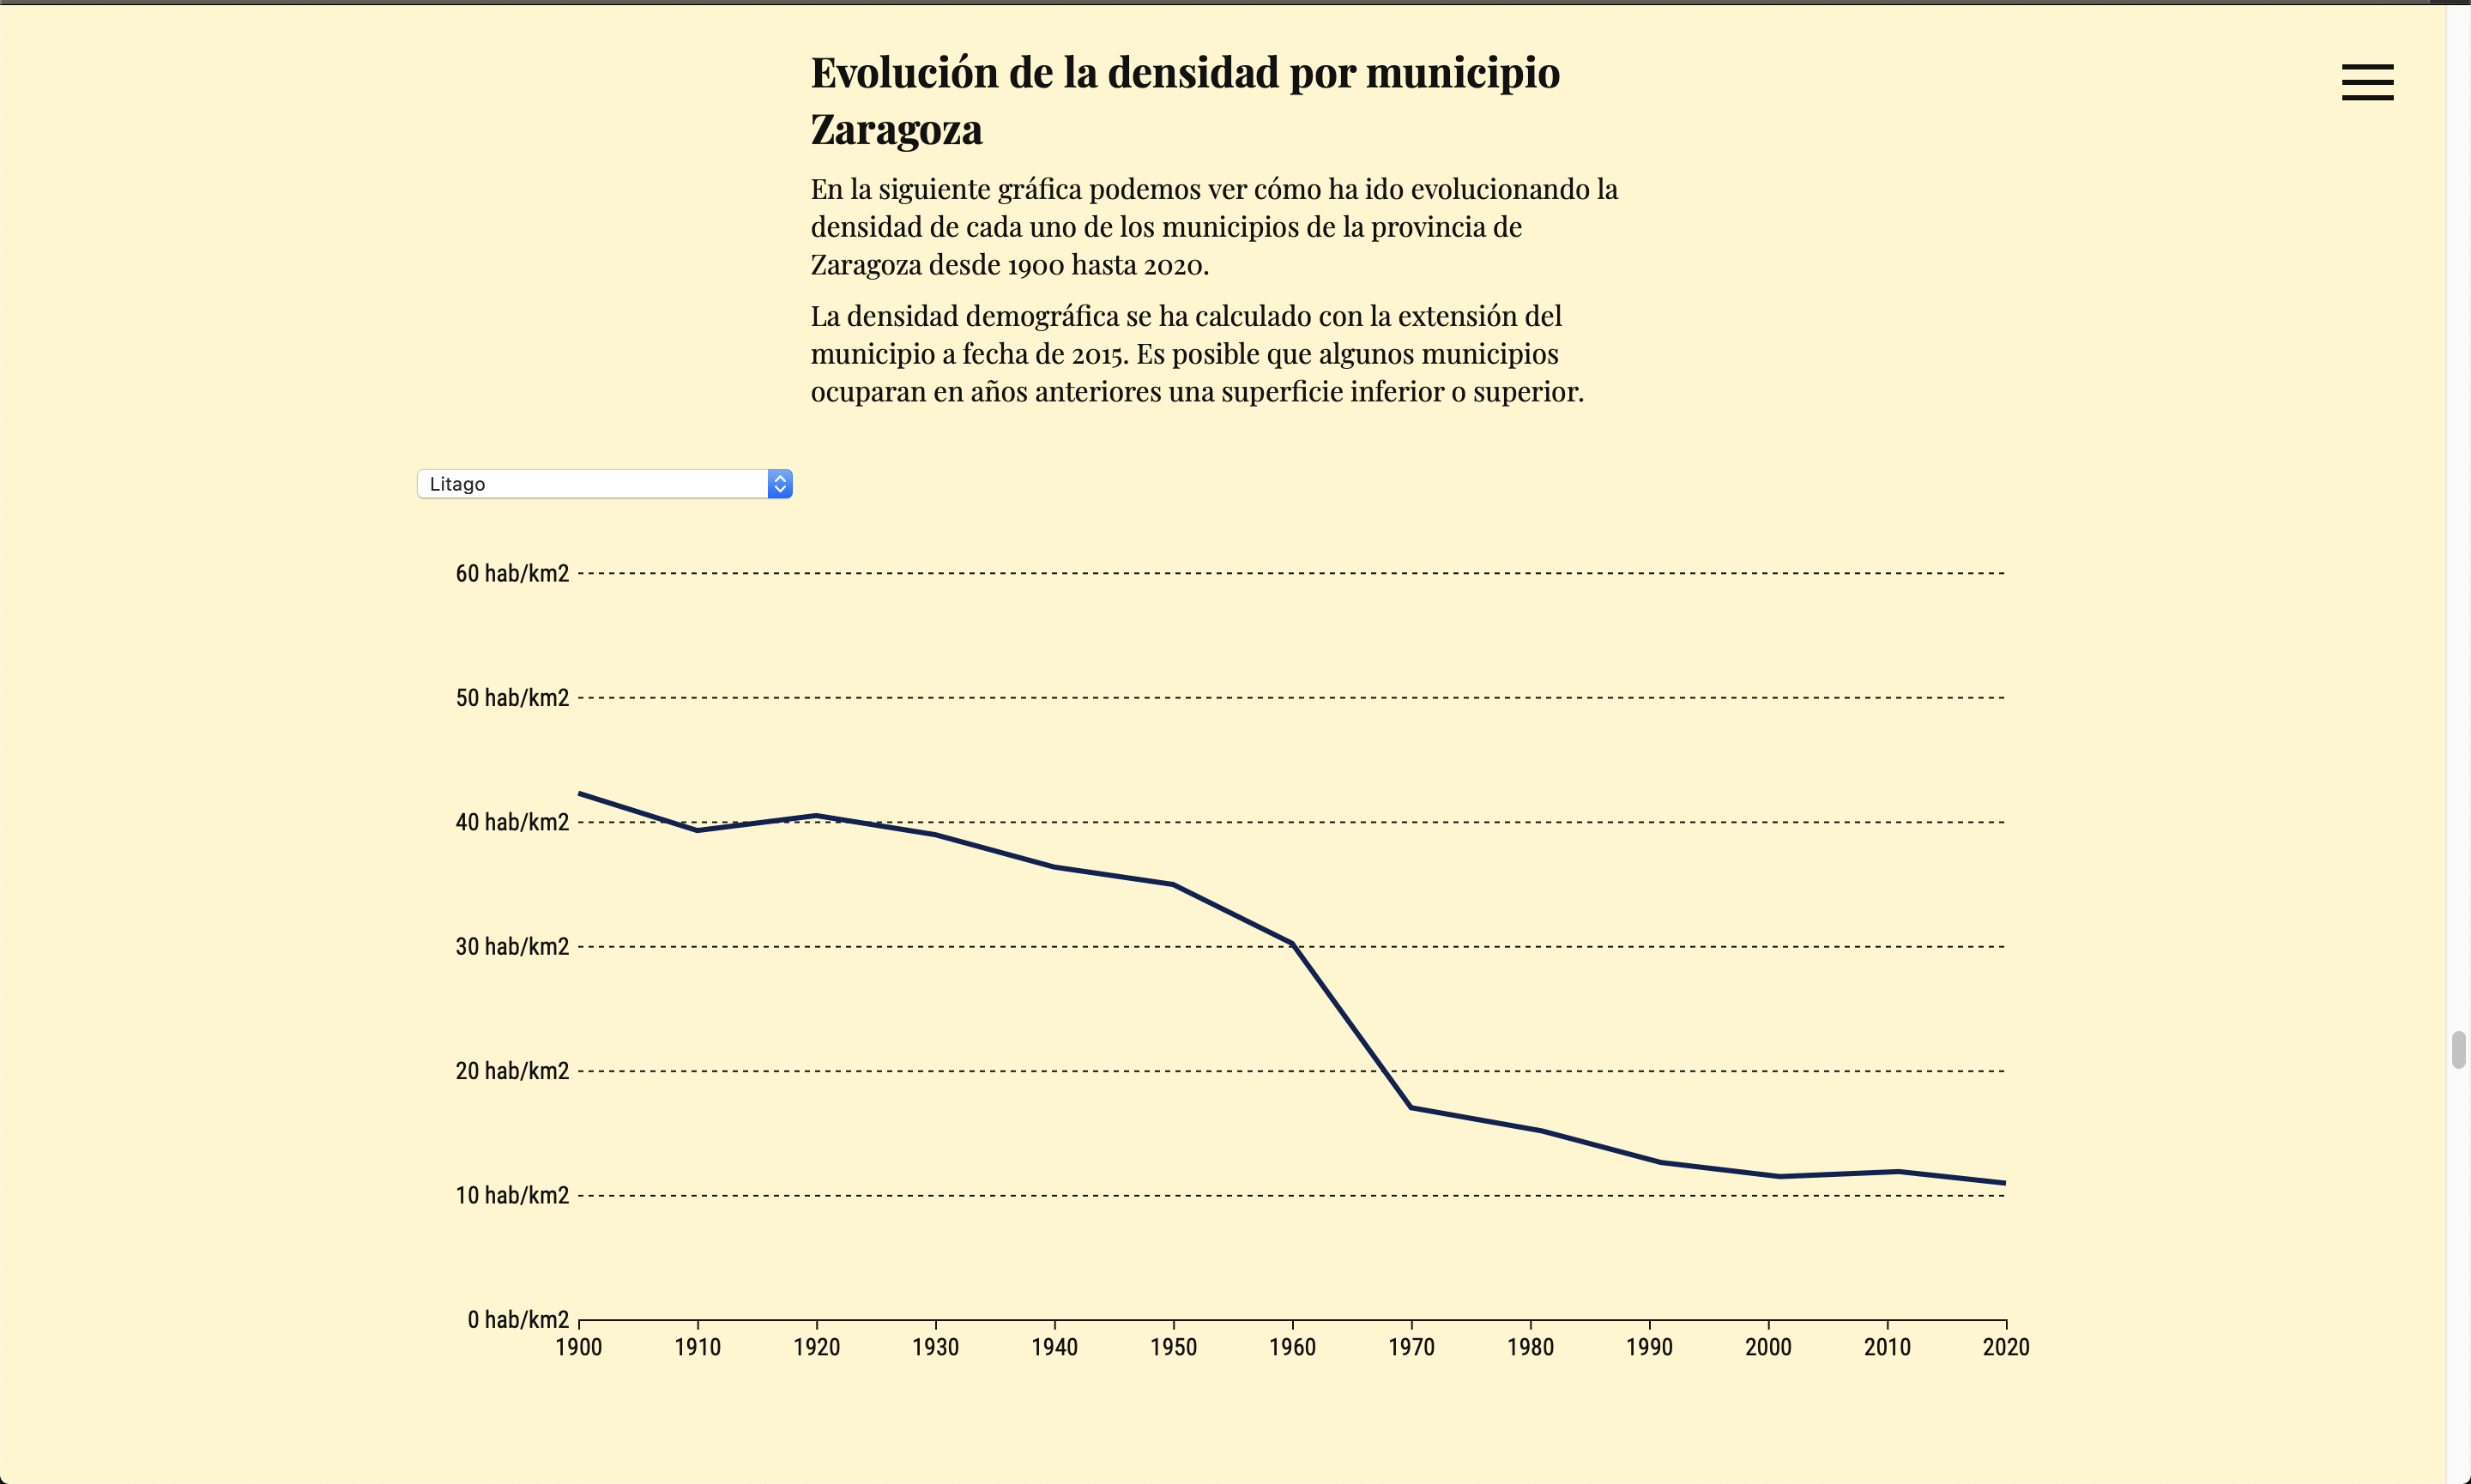 Evolución de la densidad por municipio
Zaragoza
En la siguiente gráfica podemos ver cómo ha ido evolucionando la
densidad de cada uno de los municipios de la provincia de
Zaragoza desde 1900 hasta 2020.
La densidad demográfica se ha calculado con la extensión del
municipio a fecha de 2015. Es posible que algunos municipios
ocuparan en años anteriores una superficie inferior o superior.
Litago
60 hab/km2
50 hab/km2
40 hab/km2
30 hab/km2
20 hab/km2
10 hab/km2
0 hab/km2
1900 1910 1920 1930 1940 1950 1960 1970 1980 1990 2000 2010 2020